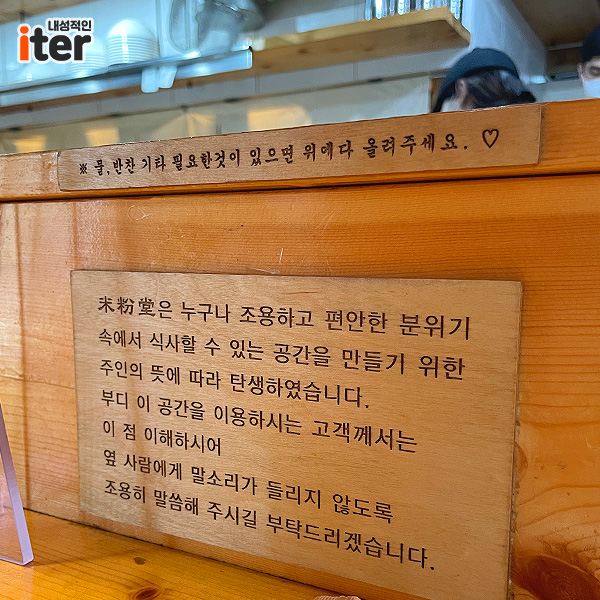 내성적인
iter
※ 물,반찬 기타 필요한것이 있으면 위에다 올려주세요. ♡
未粉堂은 누구나 조용하고 편안한 분위기
속에서 식사할 수 있는 공간을 만들기 위한
주인의 뜻에 따라 탄생하였습니다.
부디 이 공간을 이용하시는 고객께서는
이 점 이해하시어
옆 사람에게 말소리가 들리지 않도록
조용히 말씀해 주시길 부탁드리겠습니다.